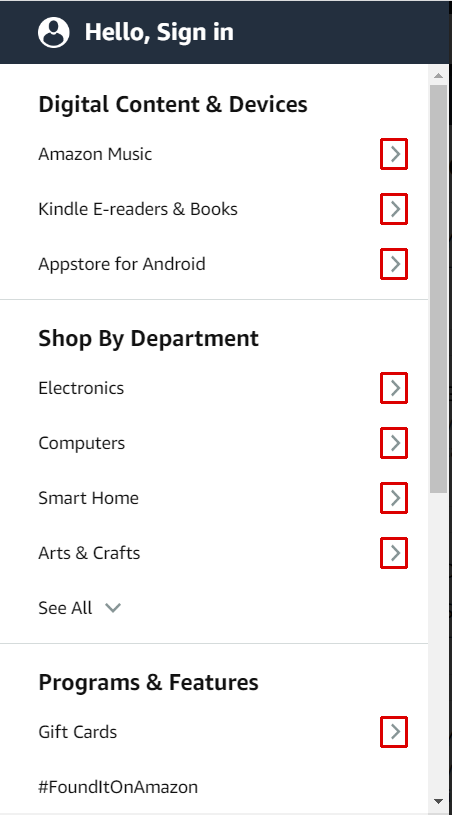 Hello, Sign in
Digital Content & Devices
Amazon Music
Kindle E-readers & Books
Appstore for Android
Shop By Department
Electronics
Computers
Smart Home
Arts & Crafts
See All
Programs & Features
Gift Cards
#FoundItOnAmazon